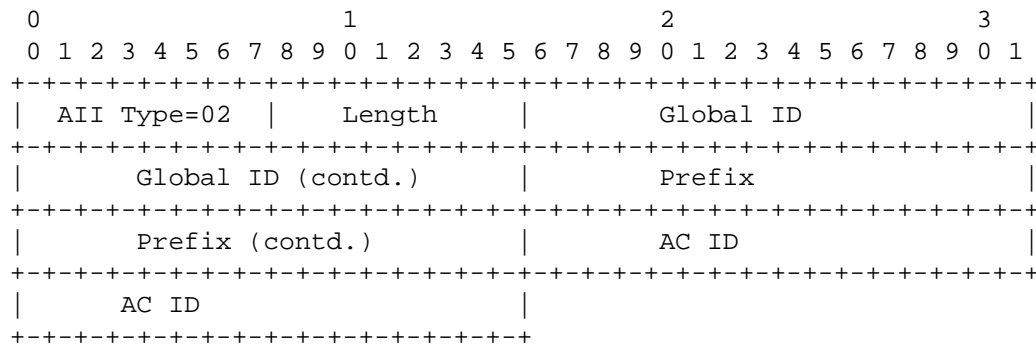 0                   1                   2                   3
 0 1 2 3 4 5 6 7 8 9 0 1 2 3 4 5 6 7 8 9 0 1 2 3 4 5 6 7 8 9 0 1
+-+-+-+-+-+-+-+-+-+-+-+-+-+-+-+-+-+-+-+-+-+-+-+-+-+-+-+-+-+-+-+-+
|  AII Type=02  |    Length     |        Global ID              |
+-+-+-+-+-+-+-+-+-+-+-+-+-+-+-+-+-+-+-+-+-+-+-+-+-+-+-+-+-+-+-+-+
|       Global ID (contd.)      |        Prefix                 |
+-+-+-+-+-+-+-+-+-+-+-+-+-+-+-+-+-+-+-+-+-+-+-+-+-+-+-+-+-+-+-+-+
|       Prefix (contd.)         |        AC ID                  |
+-+-+-+-+-+-+-+-+-+-+-+-+-+-+-+-+-+-+-+-+-+-+-+-+-+-+-+-+-+-+-+-+
|      AC ID                    |
+-+-+-+-+-+-+-+-+-+-+-+-+-+-+-+-+